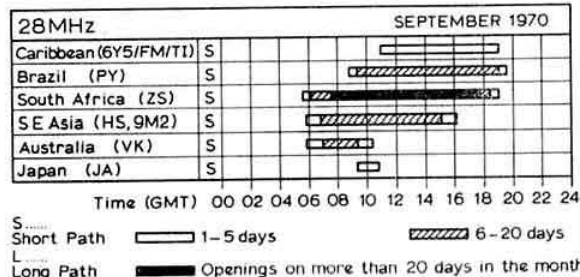 28MHz SEPTEMBER 1970
Caribbean (6Y5/FM/TI) S
Brazil (PY) S
South Africa (ZS) S
S E Asia (HS, 9M2) S
Australia (VK) S
Japan (JA) S
Time (GMT) 00 02 04 06 08 10 12 14 16 18 20 22 24
S......
Short Path 1-5 days 6-20 days
L......
Long Path Openings on more than 20 days in the month